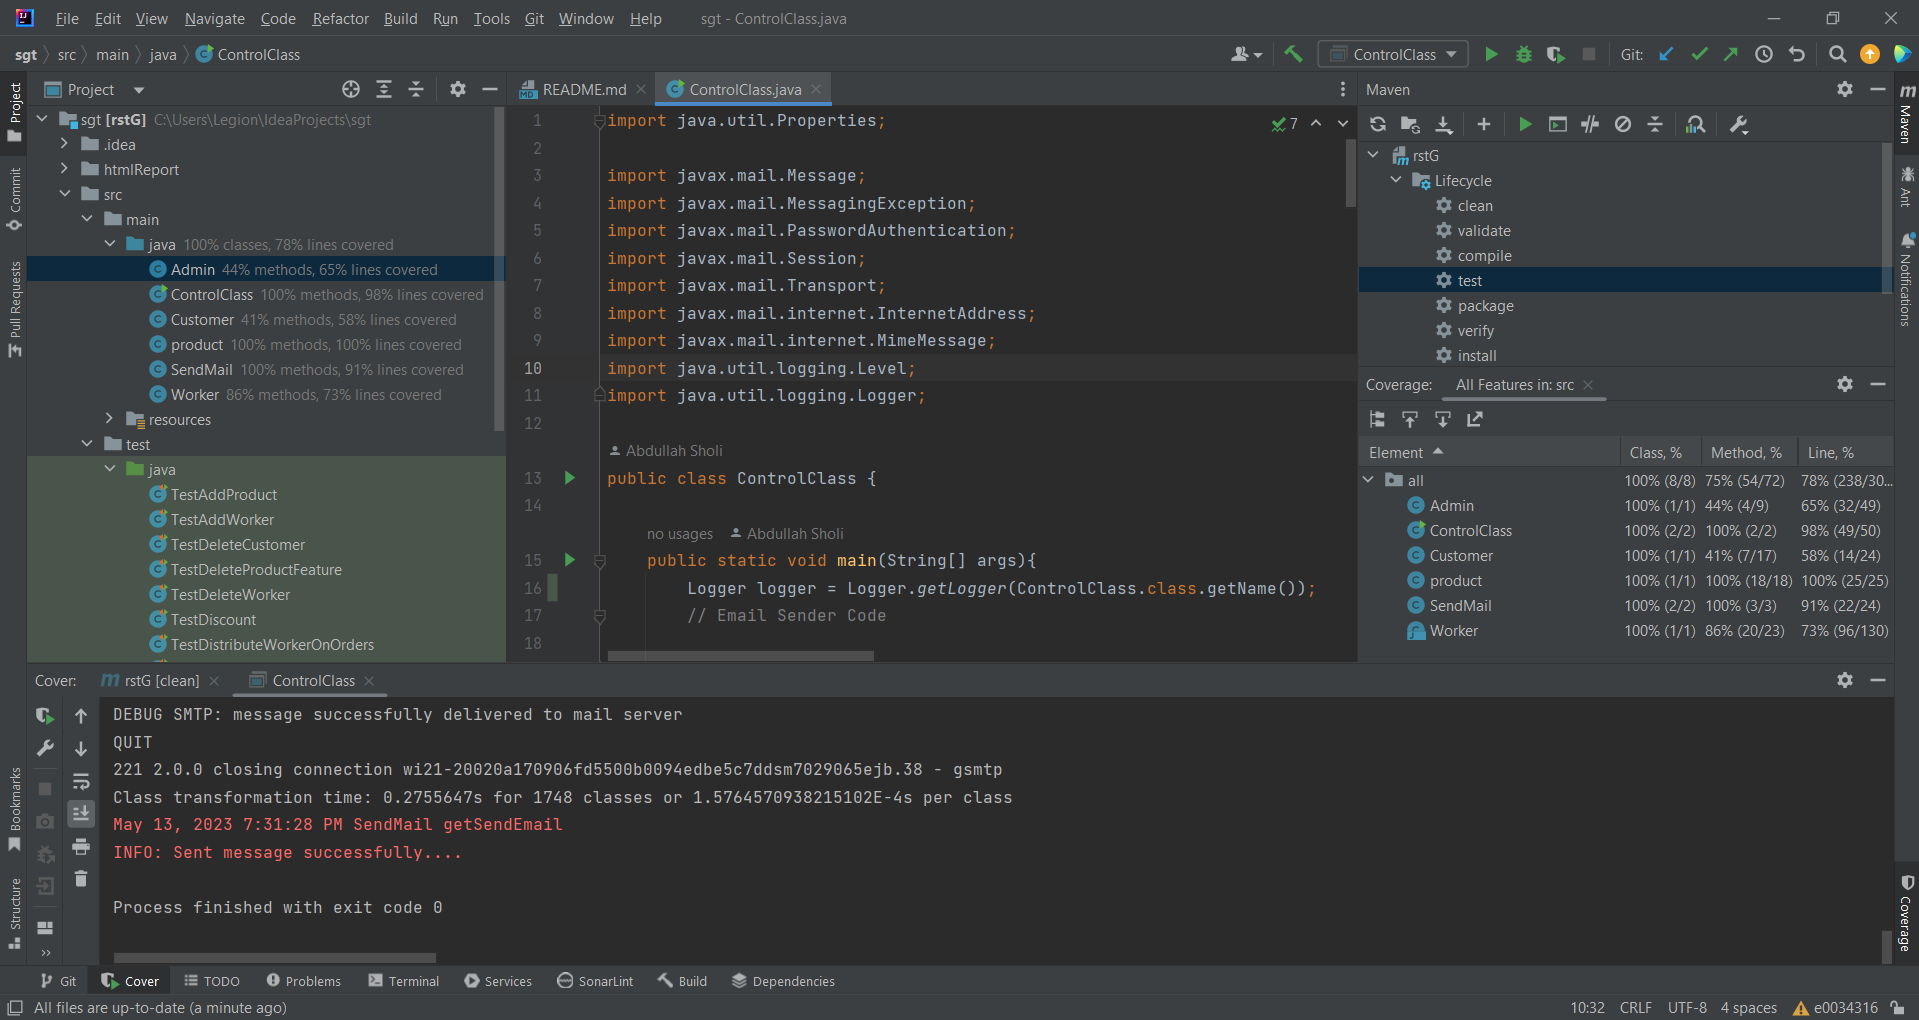 File Edit View Navigate Code Refactor Build Run Tools Git Window Help sgt - ControlClass.java
sgt src main java ControlClass
ControlClass Git:
Project
Commit
Pull Requests
Bookmarks
Structure
Project
sgt [rstG] C:\Users\Legion\IdeaProjects\sgt
.idea
htmlReport
src
main
java 100% classes, 78% lines covered
Admin 44% methods, 65% lines covered
ControlClass 100% methods, 98% lines covered
Customer 41% methods, 58% lines covered
product 100% methods, 100% lines covered
SendMail 100% methods, 91% lines covered
Worker 86% methods, 73% lines covered
resources
test
java
TestAddProduct
TestAddWorker
TestDeleteCustomer
TestDeleteProductFeature
TestDeleteWorker
TestDiscount
TestDistributeWorkerOnOrders
README.md ControlClass.java
7
1 import java.util.Properties;
2
3 import javax.mail.Message;
4 import javax.mail.MessagingException;
5 import javax.mail.PasswordAuthentication;
6 import javax.mail.Session;
7 import javax.mail.Transport;
8 import javax.mail.internet.InternetAddress;
9 import javax.mail.internet.MimeMessage;
10 import java.util.logging.Level;
11 import java.util.logging.Logger;
12
Abdullah Sholi
13 public class ControlClass {
14
no usages Abdullah Sholi
15 public static void main(String[] args){
16 Logger logger = Logger.getLogger(ControlClass.class.getName());
17 // Email Sender Code
18
Maven
rstG
Lifecycle
clean
validate
compile
test
package
verify
install
Coverage: All Features in: src
Element Class, % Method, % Line, %
all 100% (8/8) 75% (54/72) 78% (238/30...
Admin 100% (1/1) 44% (4/9) 65% (32/49)
ControlClass 100% (2/2) 100% (2/2) 98% (49/50)
Customer 100% (1/1) 41% (7/17) 58% (14/24)
product 100% (1/1) 100% (18/18) 100% (25/25)
SendMail 100% (2/2) 100% (3/3) 91% (22/24)
Worker 100% (1/1) 86% (20/23) 73% (96/130)
Maven
Ant
Notifications
Coverage
Cover: rstG [clean] ControlClass
DEBUG SMTP: message successfully delivered to mail server
QUIT
221 2.0.0 closing connection wi21-20020a170906fd5500b0094edbe5c7ddsm7029065ejb.38 - gsmtp
Class transformation time: 0.2755647s for 1748 classes or 1.5764570938215102E-4s per class
May 13, 2023 7:31:28 PM SendMail getSendEmail
INFO: Sent message successfully....
Process finished with exit code 0
Git Cover TODO Problems Terminal Services SonarLint Build Dependencies
All files are up-to-date (a minute ago) 10:32 CRLF UTF-8 4 spaces e0034316